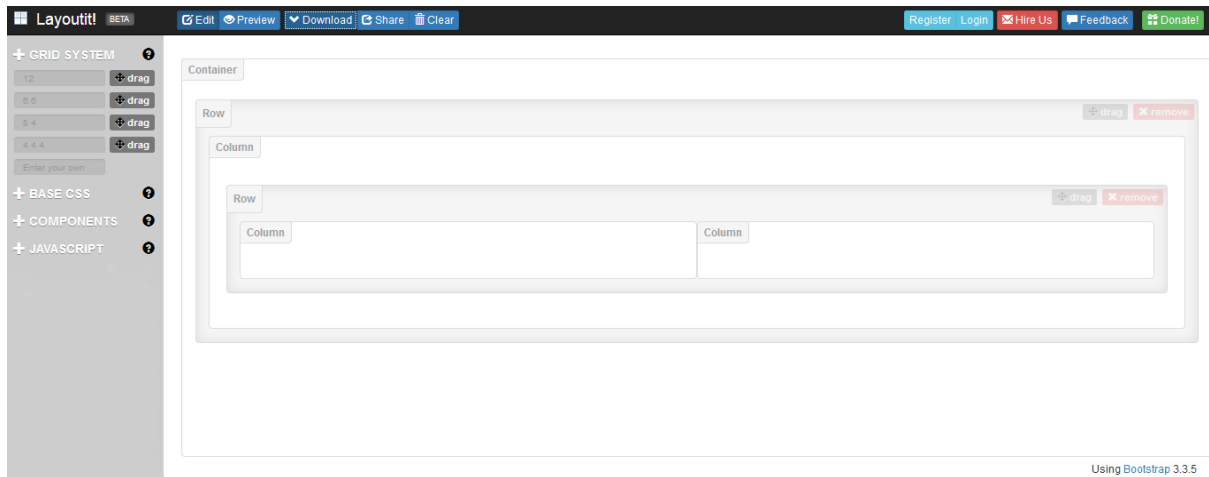 Layoutit! BETA Edit Preview Download Share Clear Register Login Hire Us Feedback Donate!
GRID SYSTEM
12 drag
6 6 drag
8 4 drag
4 4 4 drag
Enter your own
BASE CSS
COMPONENTS
JAVASCRIPT
Container
Row drag remove
Column
Row drag remove
Column Column
Using Bootstrap 3.3.5